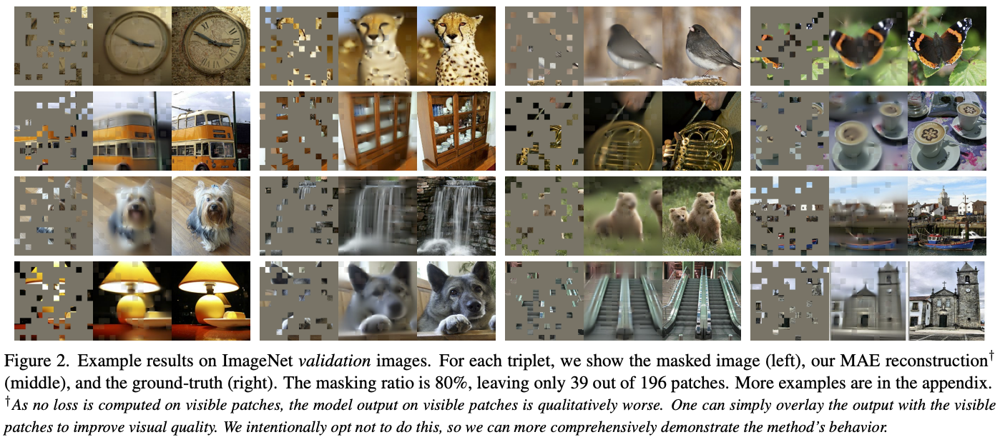 Figure 2. Example results on ImageNet validation images. For each triplet, we show the masked image (left), our MAE reconstruction†
(middle), and the ground-truth (right). The masking ratio is 80%, leaving only 39 out of 196 patches. More examples are in the appendix.
†As no loss is computed on visible patches, the model output on visible patches is qualitatively worse. One can simply overlay the output with the visible
patches to improve visual quality. We intentionally opt not to do this, so we can more comprehensively demonstrate the method's behavior.